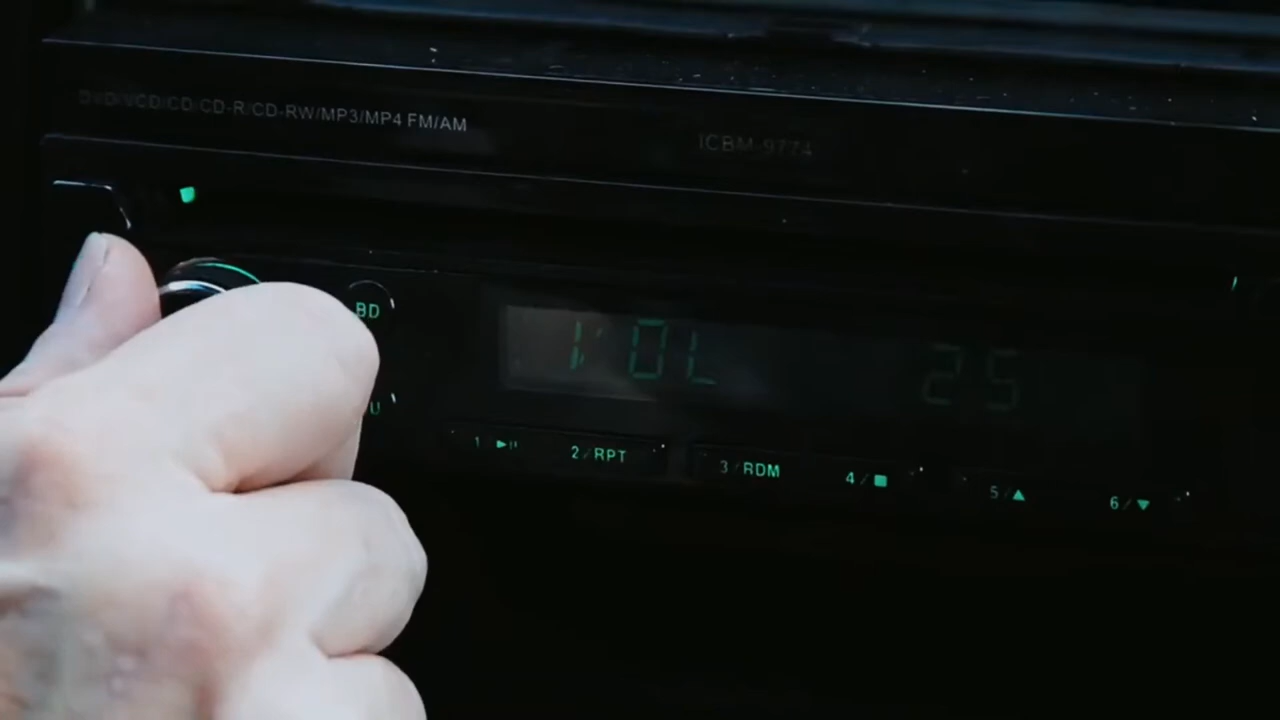 DVD/VCD/CD/CD-R/CD-RW/MP3/MP4 FM/AM
ICBM-9774
BD
VOL 25
1 ▶II 2/RPT 3/RDM 4/■ 5/▲ 6/▼